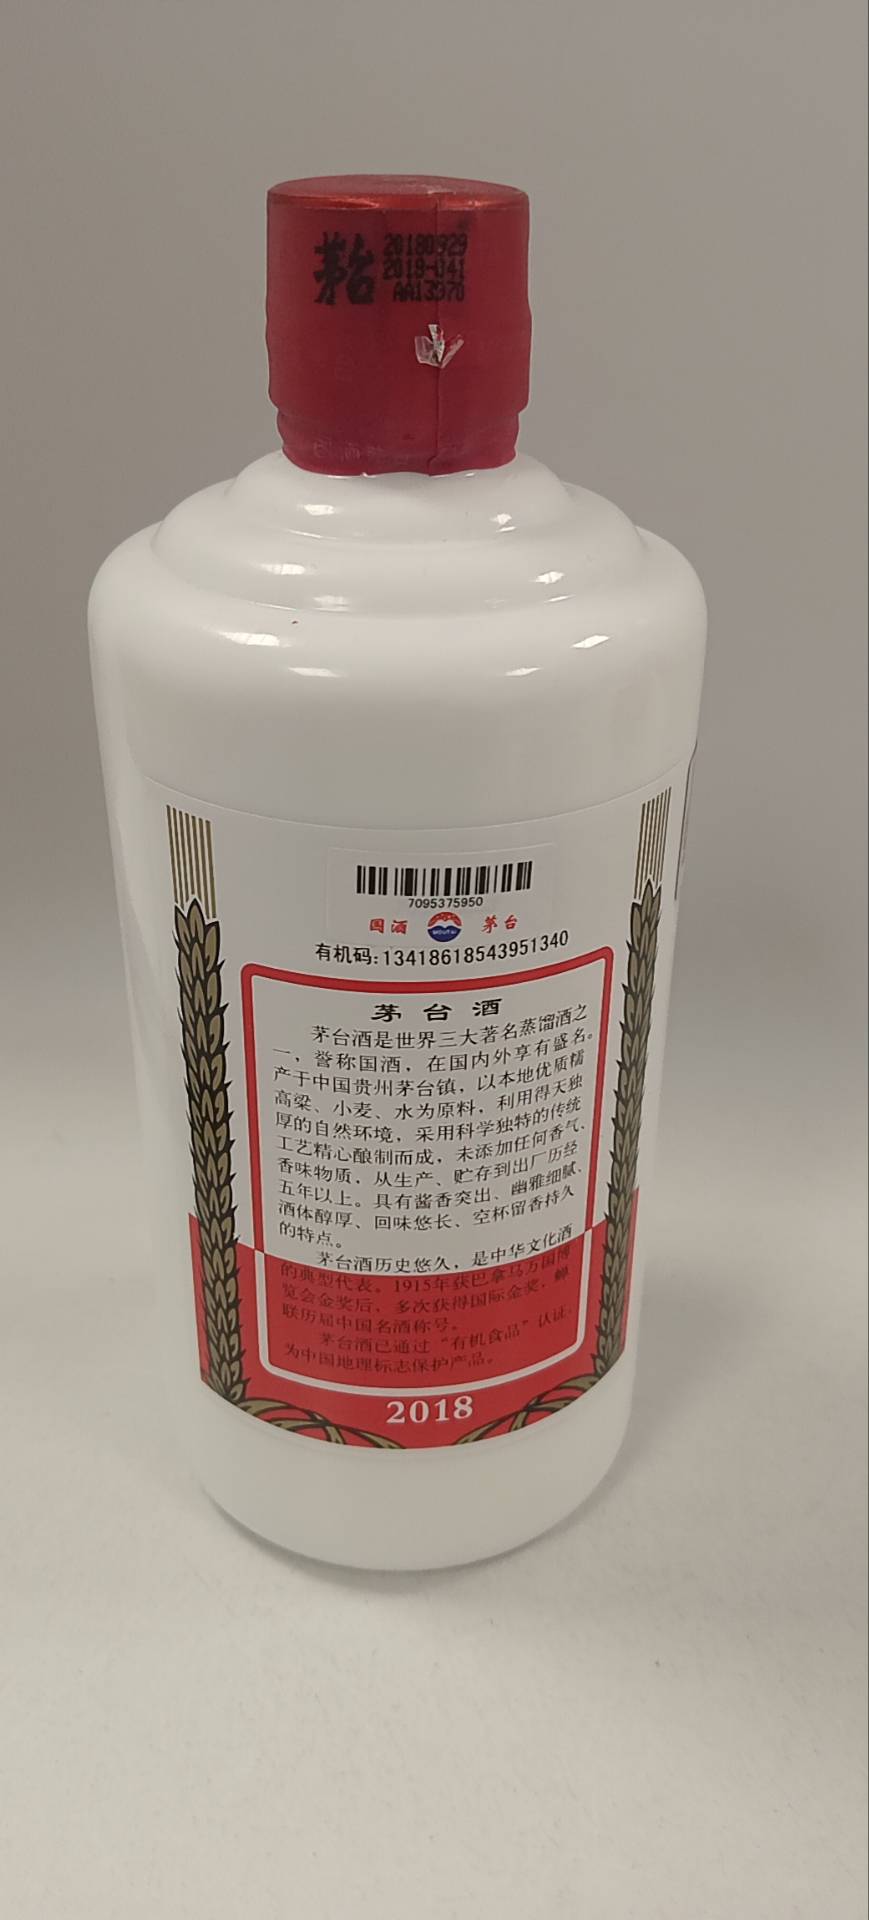 茅台
20180929
2018-041
AA13978
7095375950
国酒 MOUTAI 茅台
有机码:13418618543951340
茅台酒
茅台酒是世界三大著名蒸馏酒之
一，誉称国酒，在国内外享有盛名。
产于中国贵州茅台镇，以本地优质糯
高粱、小麦、水为原料，利用得天独
厚的自然环境，采用科学独特的传统
工艺精心酿制而成，未添加任何香气、
香味物质，从生产、贮存到出厂历经
五年以上。具有酱香突出、幽雅细腻、
酒体醇厚、回味悠长、空杯留香持久
的特点。
茅台酒历史悠久，是中华文化酒
的典型代表。1915年获巴拿马万国博
览会金奖后，多次获得国际金奖，蝉
联历届中国名酒称号。
茅台酒已通过“有机食品”认证，
为中国地理标志保护产品。
2018